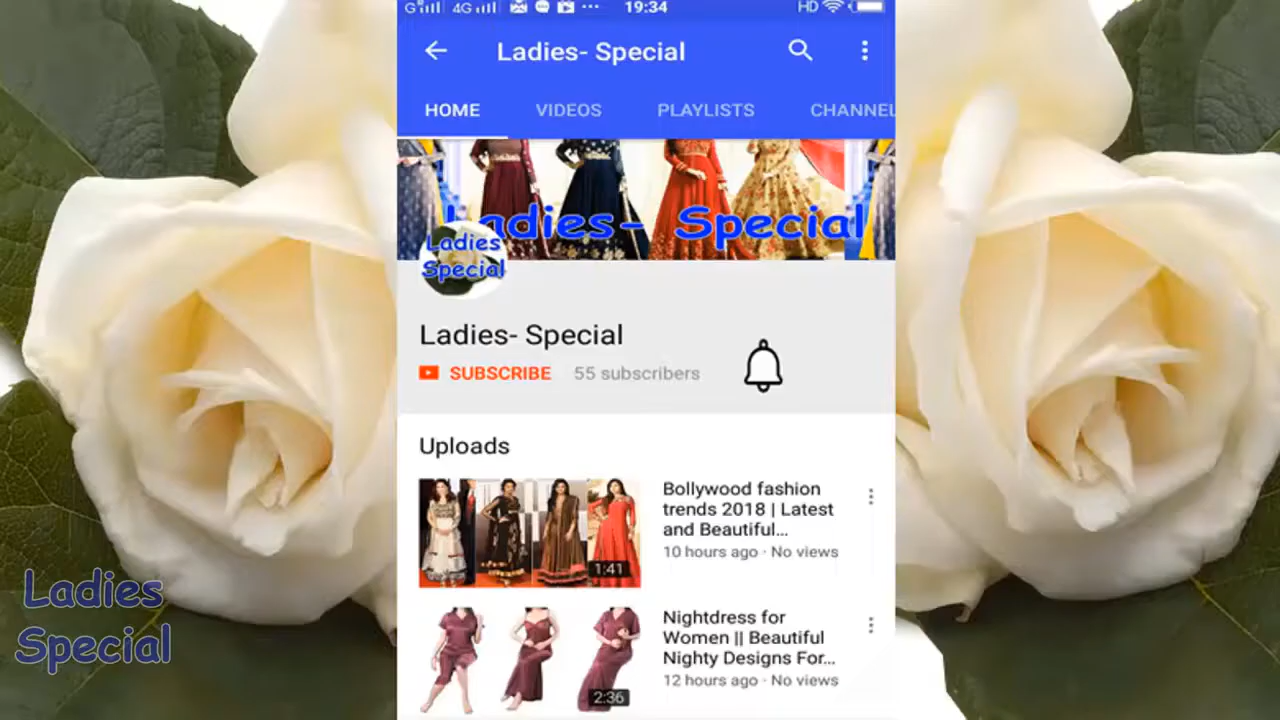 G 4G 19:34 HD
Ladies- Special
HOME VIDEOS PLAYLISTS CHANNEL
Ladies- Special
Ladies
Special
Ladies- Special
SUBSCRIBE 55 subscribers
Uploads
Bollywood fashion
trends 2018 | Latest
and Beautiful...
10 hours ago · No views
1:41
Nightdress for
Women || Beautiful
Nighty Designs For...
12 hours ago · No views
2:36
Ladies
Special